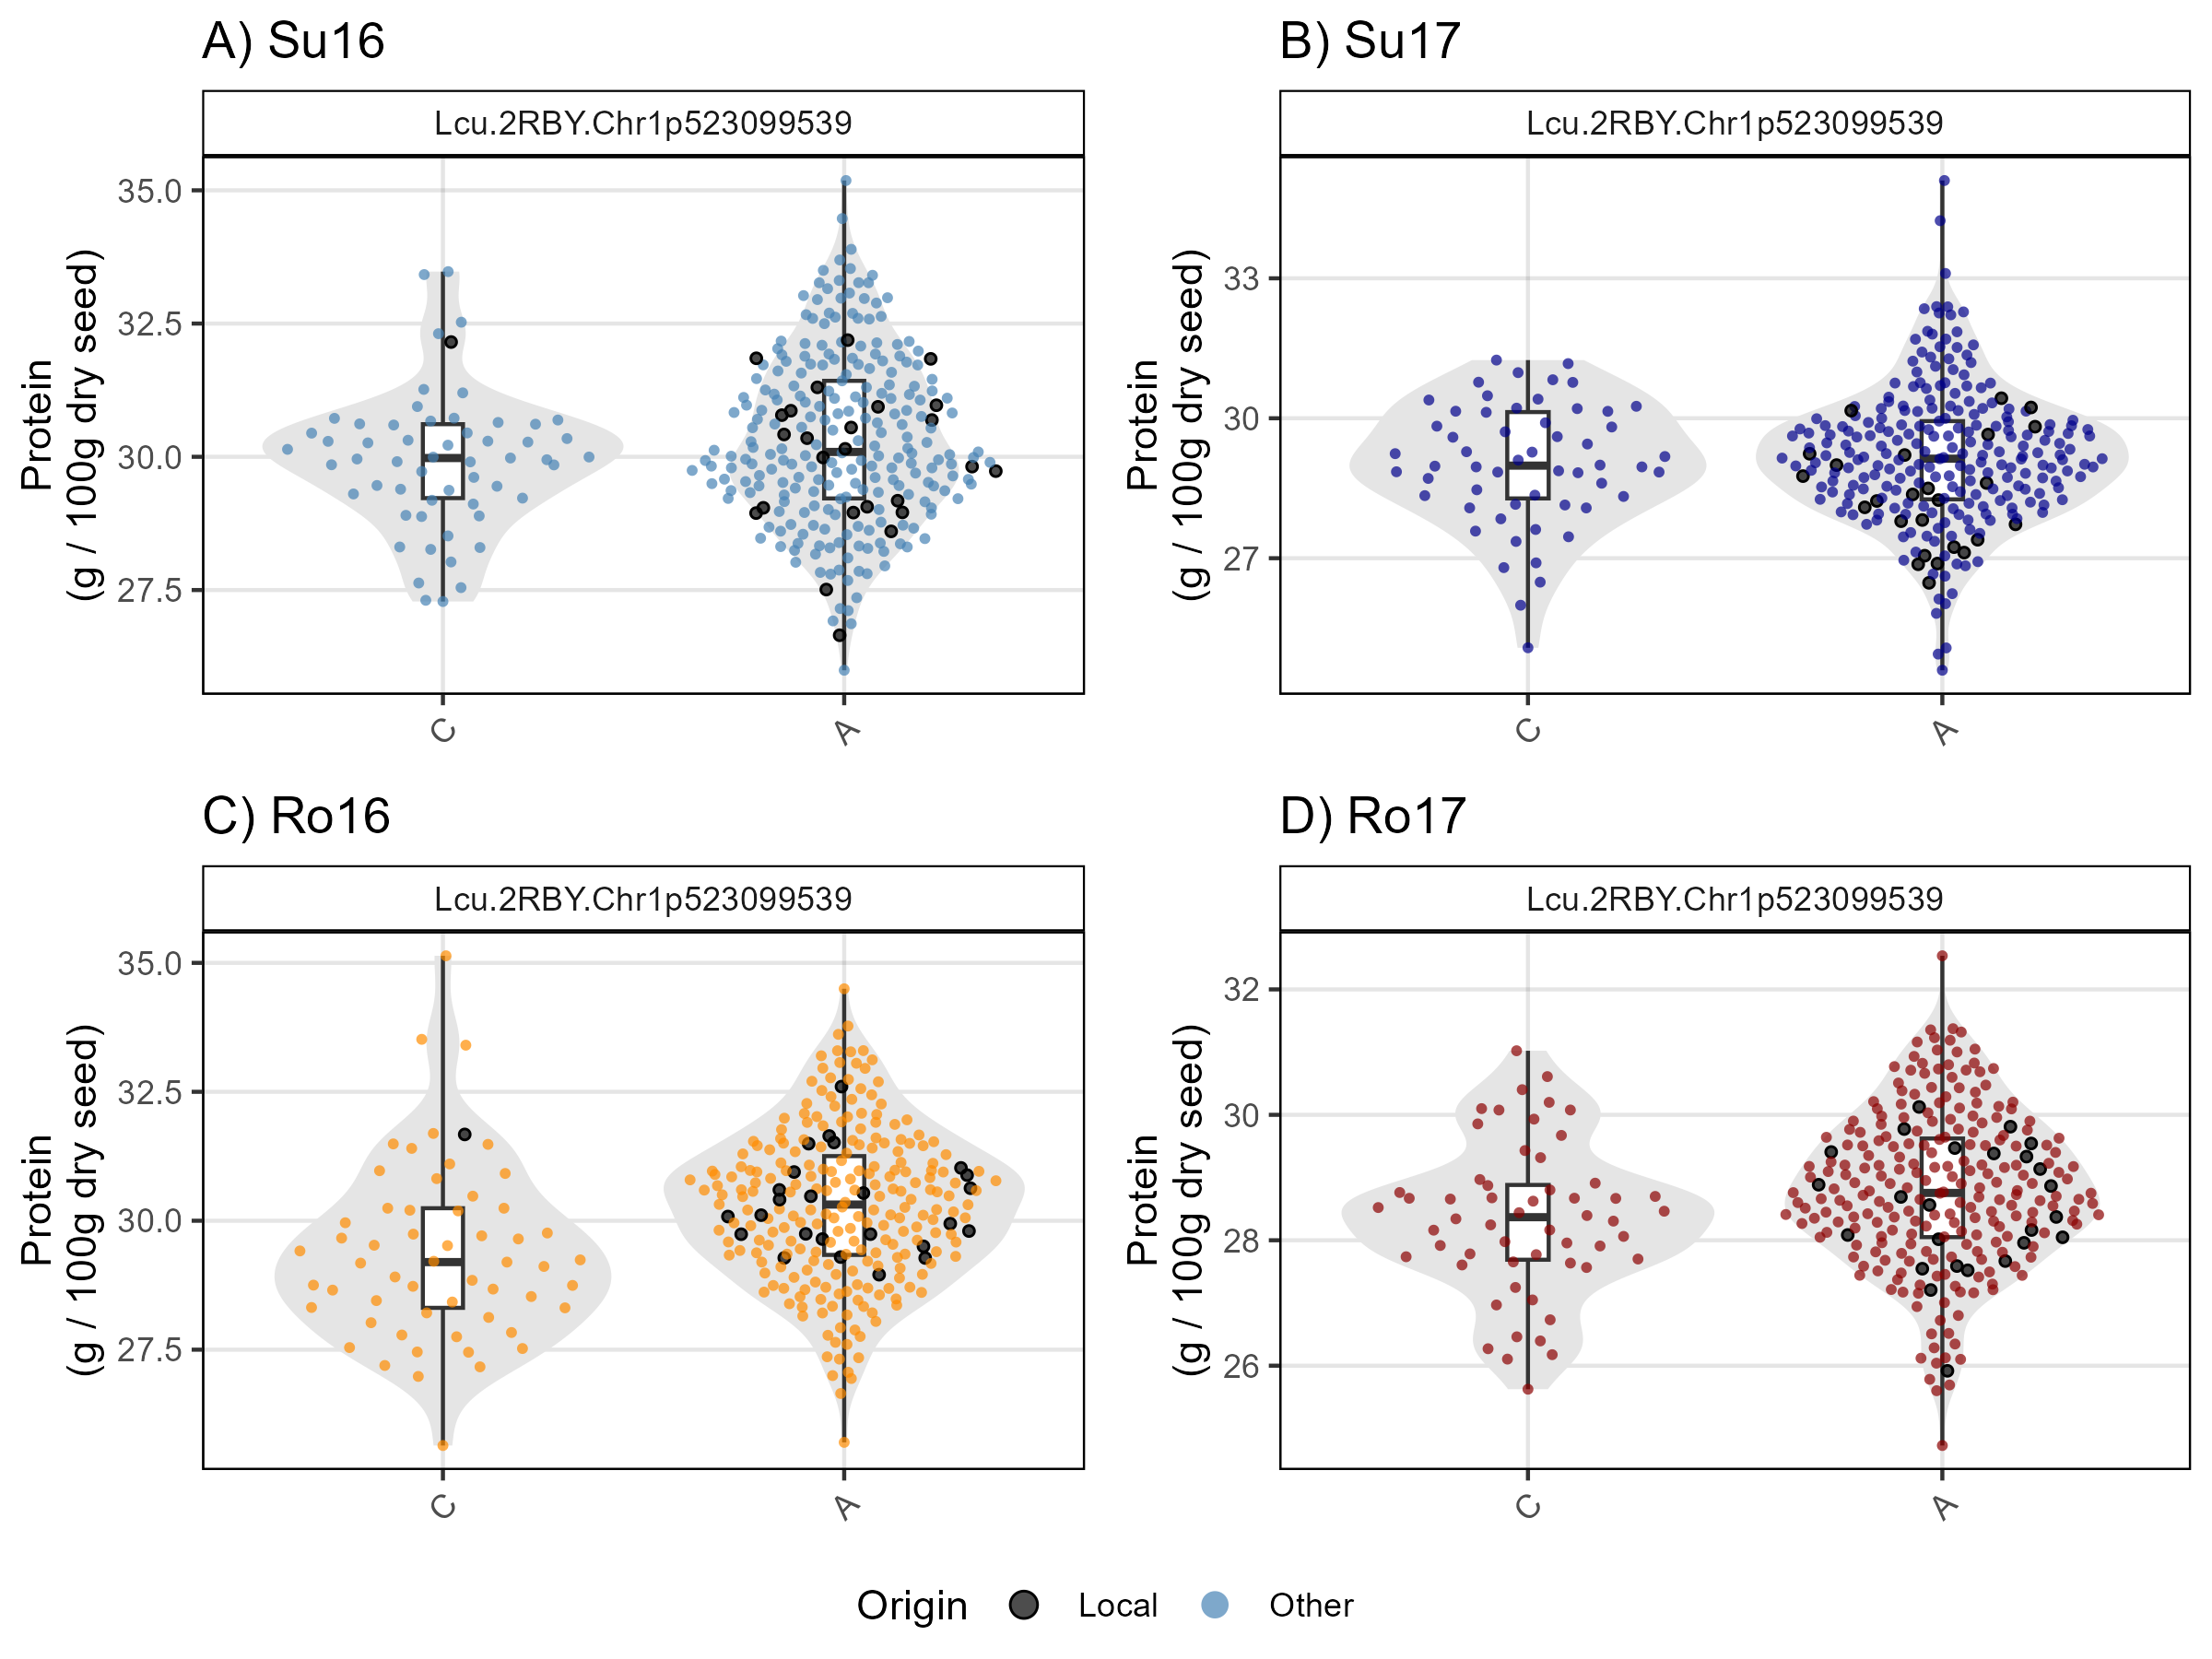 A) Su16
Lcu.2RBY.Chr1p523099539
Protein
(g / 100g dry seed)
35.0
32.5
30.0
27.5
C
A
B) Su17
Lcu.2RBY.Chr1p523099539
Protein
(g / 100g dry seed)
33
30
27
C
A
C) Ro16
Lcu.2RBY.Chr1p523099539
Protein
(g / 100g dry seed)
35.0
32.5
30.0
27.5
C
A
D) Ro17
Lcu.2RBY.Chr1p523099539
Protein
(g / 100g dry seed)
32
30
28
26
C
A
Origin Local Other